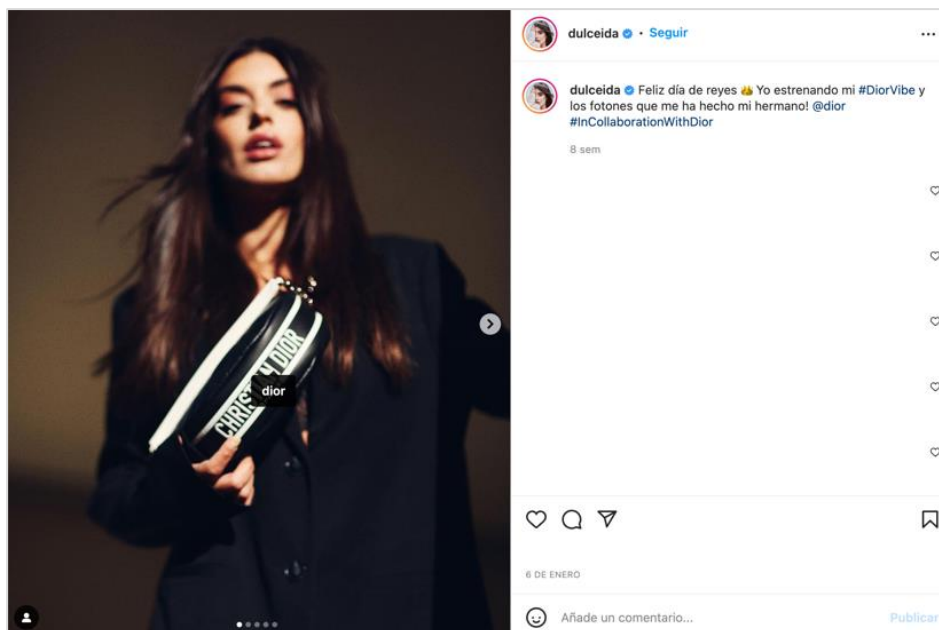 dulceida • Seguir
dulceida Feliz día de reyes 👑 Yo estrenando mi #DiorVibe y
los fotones que me ha hecho mi hermano! @dior
#InCollaborationWithDior
8 sem
CHRISTIAN DIOR
dior
6 DE ENERO
Añade un comentario...
Publicar